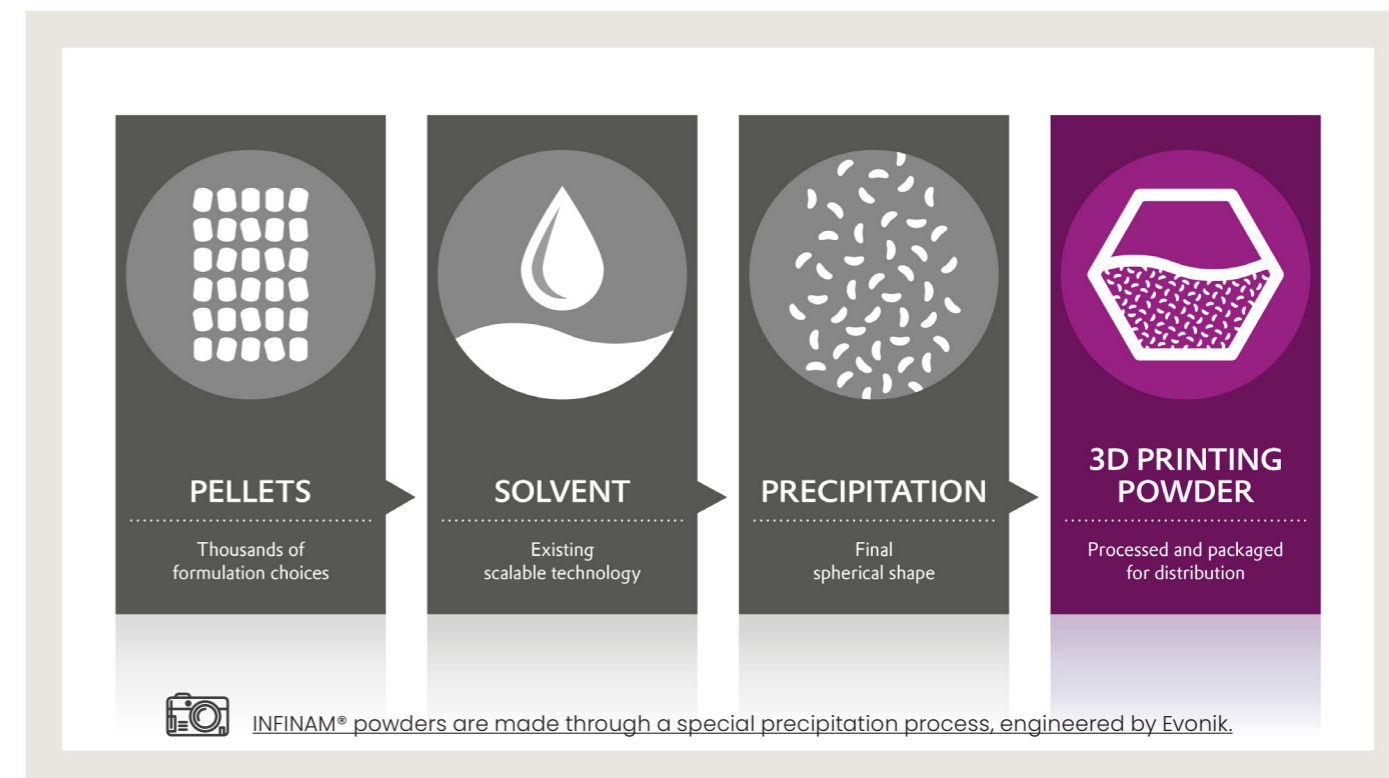 PELLETS
Thousands of
formulation choices
SOLVENT
Existing
scalable technology
PRECIPITATION
Final
spherical shape
3D PRINTING
POWDER
Processed and packaged
for distribution
INFINAM® powders are made through a special precipitation process, engineered by Evonik.